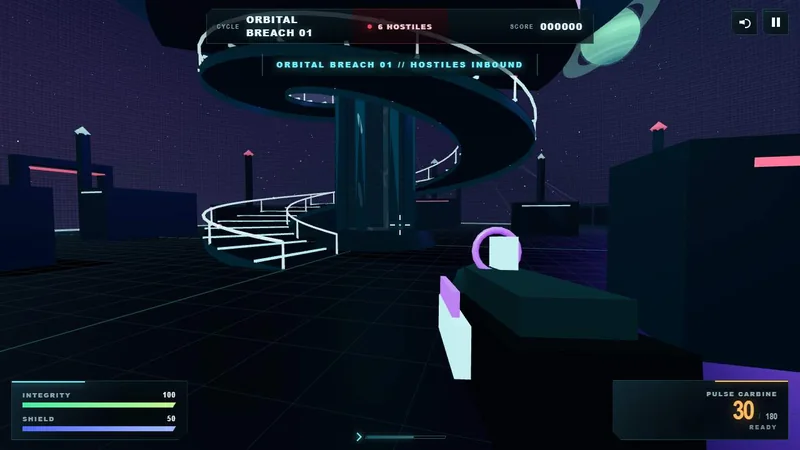 CYCLE
ORBITAL
BREACH 01
6 HOSTILES
SCORE 000000
ORBITAL BREACH 01 // HOSTILES INBOUND
INTEGRITY 100
SHIELD 50
PULSE CARBINE
30 / 180
READY